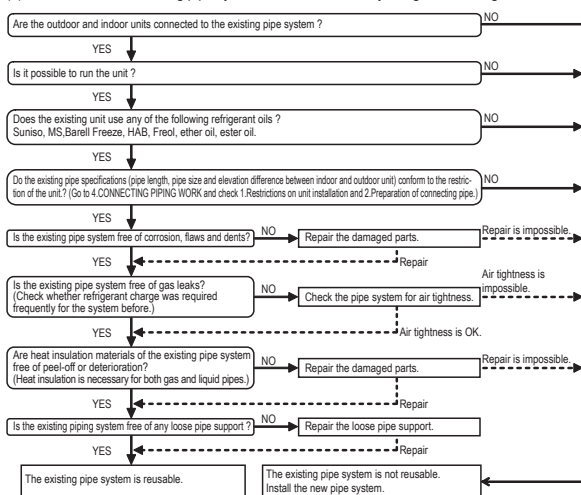 Are the outdoor and indoor units connected to the existing pipe system ?
NO
YES
Is it possible to run the unit ?
NO
YES
Does the existing unit use any of the following refrigerant oils ?
Suniso, MS,Barell Freeze, HAB, Freol, ether oil, ester oil.
NO
YES
Do the existing pipe specifications (pipe length, pipe size and elevation difference between indoor and outdoor unit) conform to the restric-
tion of the unit.? (Go to 4.CONNECTING PIPING WORK and check 1.Restrictions on unit installation and 2.Preparation of connecting pipe.)
NO
YES
Is the existing pipe system free of corrosion, flaws and dents?
NO
Repair the damaged parts.
Repair is impossible.
YES
Repair
Is the existing pipe system free of gas leaks?
(Check whether refrigerant charge was required
frequently for the system before.)
NO
Check the pipe system for air tightness.
Air tightness is
impossible.
YES
Air tightness is OK.
Are heat insulation materials of the existing pipe system
free of peel-off or deterioration?
(Heat insulation is necessary for both gas and liquid pipes.)
NO
Repair the damaged parts.
Repair is impossible.
YES
Repair
Is the existing piping system free of any loose pipe support ?
NO
Repair the loose pipe support.
YES
Repair
The existing pipe system is reusable.
The existing pipe system is not reusable.
Install the new pipe system.